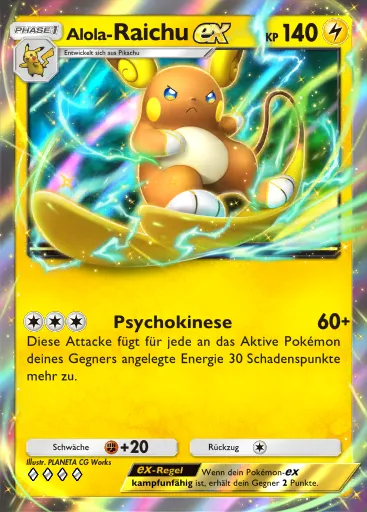 PHASE 1
Alola-Raichu ex
KP 140
Entwickelt sich aus Pikachu
Psychokinese 60+
Diese Attacke fügt für jede an das Aktive Pokémon
deines Gegners angelegte Energie 30 Schadenspunkte
mehr zu.
Schwäche +20
Rückzug
Illustr. PLANETA CG Works
ex-Regel
Wenn dein Pokémon-ex
kampfunfähig ist, erhält dein Gegner 2 Punkte.